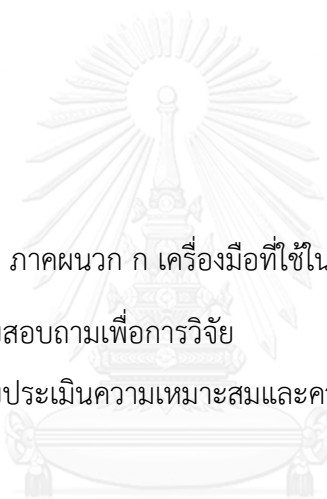 ภาคผนวก ก เครื่องมือที่ใช้ใน
สอบถามเพื่อการวิจัย
ประเมินความเหมาะสมและ